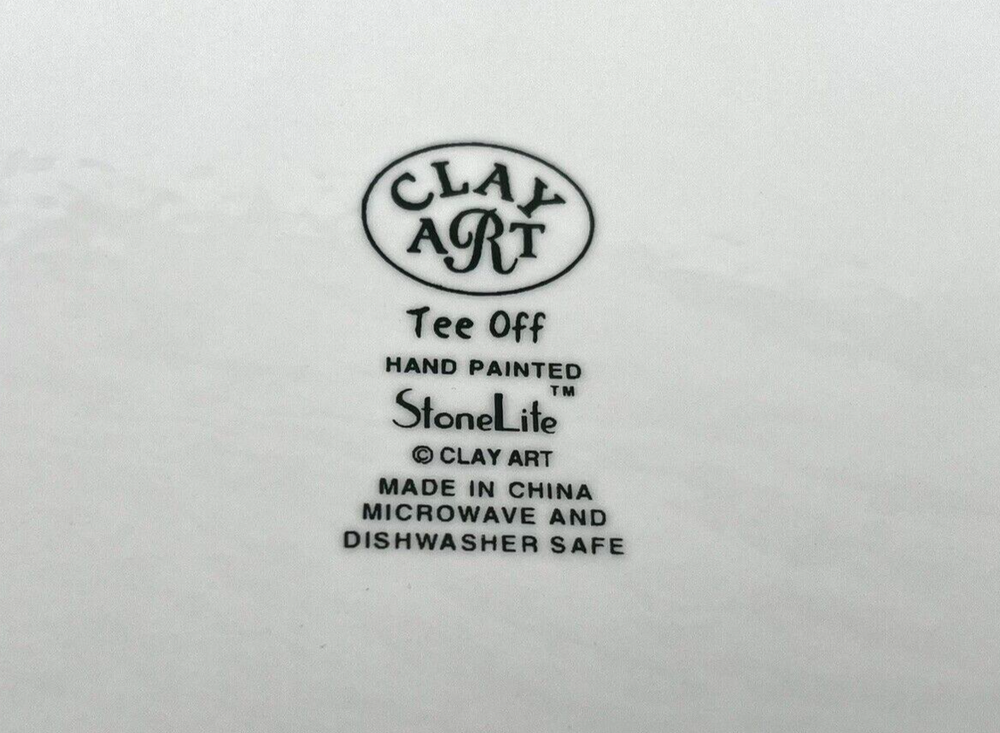 CLAY
ART
Tee Off
HAND PAINTED
StoneLite™
© CLAY ART
MADE IN CHINA
MICROWAVE AND
DISHWASHER SAFE